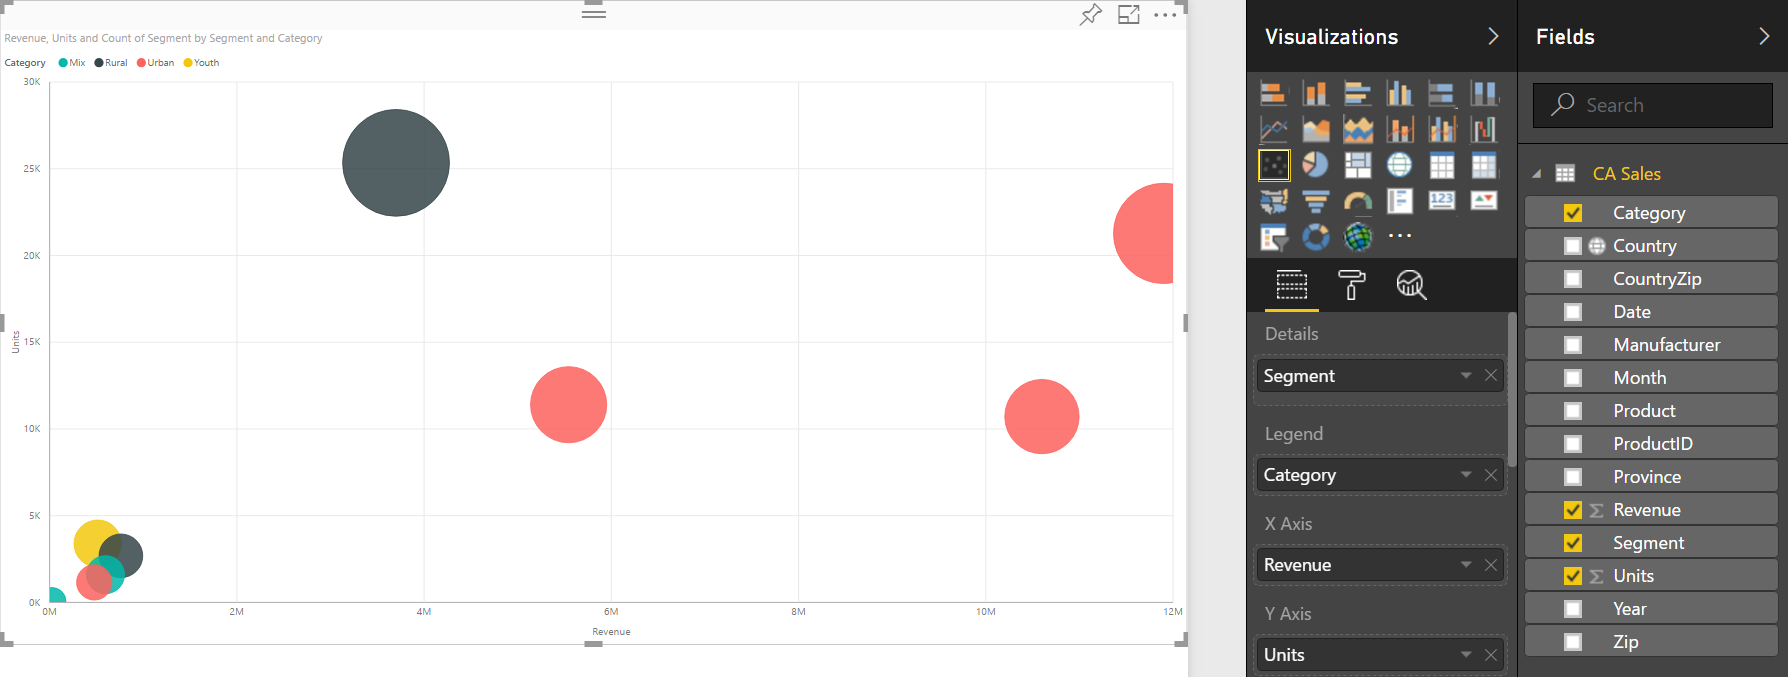 Revenue, Units and Count of Segment by Segment and Category
Category Mix Rural Urban Youth
30K
25K
20K
15K
10K
5K
0K
Units
0M 2M 4M 6M 8M 10M 12M
Revenue
Visualizations
123
Details
Segment
Legend
Category
X Axis
Revenue
Y Axis
Units
Fields
Search
CA Sales
Category
Country
CountryZip
Date
Manufacturer
Month
Product
ProductID
Province
Σ Revenue
Segment
Σ Units
Year
Zip